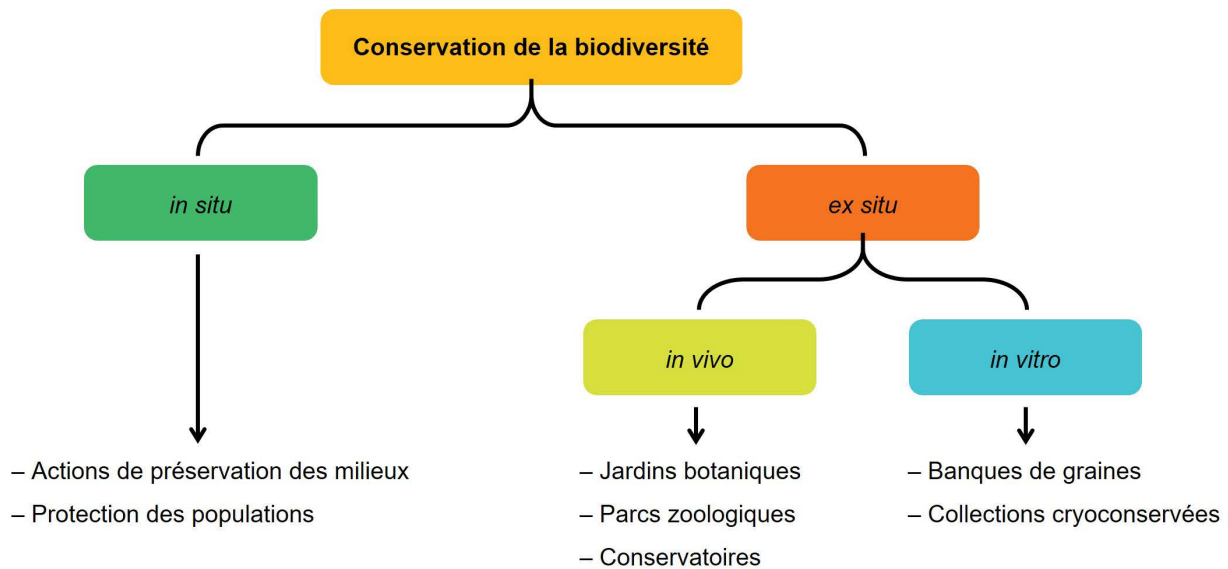 Conservation de la biodiversité
in situ
ex situ
in vivo
in vitro
– Actions de préservation des milieux
– Protection des populations
– Jardins botaniques
– Parcs zoologiques
– Conservatoires
– Banques de graines
– Collections cryoconservées